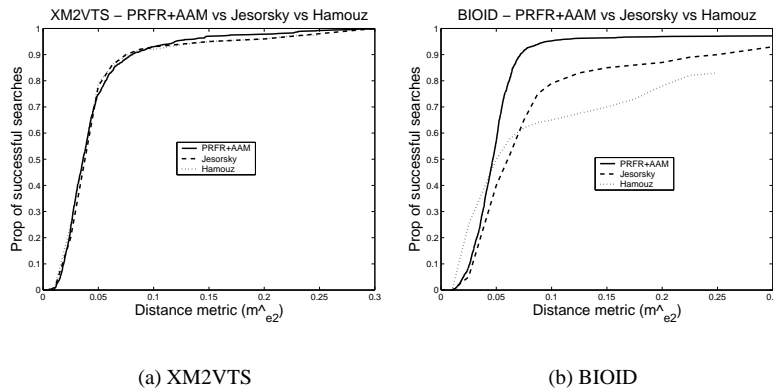 XM2VTS – PRFR+AAM vs Jesorsky vs Hamouz
Prop of successful searches
1
0.9
0.8
0.7
0.6
0.5
0.4
0.3
0.2
0.1
0
PRFR+AAM
Jesorsky
Hamouz
0 0.05 0.1 0.15 0.2 0.25 0.3
Distance metric (m^e2)
(a) XM2VTS
BIOID – PRFR+AAM vs Jesorsky vs Hamouz
Prop of successful searches
1
0.9
0.8
0.7
0.6
0.5
0.4
0.3
0.2
0.1
0
PRFR+AAM
Jesorsky
Hamouz
0 0.05 0.1 0.15 0.2 0.25 0.3
Distance metric (m^e2)
(b) BIOID